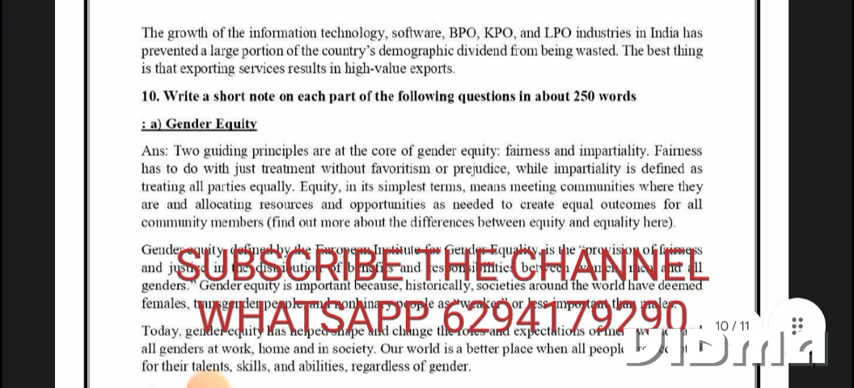 The growth of the information technology, software, BPO, KPO, and LPO industries in India has
prevented a large portion of the country's demographic dividend from being wasted. The best thing
is that exporting services results in high-value exports.
10. Write a short note on each part of the following questions in about 250 words
: a) Gender Equity
Ans: Two guiding principles are at the core of gender equity: fairness and impartiality. Fairness
has to do with just treatment without favoritism or prejudice, while impartiality is defined as
treating all parties equally. Equity, in its simplest terms, means meeting communities where they
are and allocating resources and opportunities as needed to create equal outcomes for all
community members (find out more about the differences between equity and equality here).
Gender equity, defined by the European Institute for Gender Equality, is the "provision of fairness
and justice in the distribution of benefits and responsibilities between women, men and all
genders." Gender equity is important because, historically, societies around the world have deemed
females, transgender people, and nonbinary people as "weaker" or less important than males.
SUBSCRIBE THE CHANNEL
WHATSAPP 6294179290
Today, gender equity has helped shape and change the roles and expectations of
all genders at work, home and in society. Our world is a better place when all people
for their talents, skills, and abilities, regardless of gender.
10 / 11